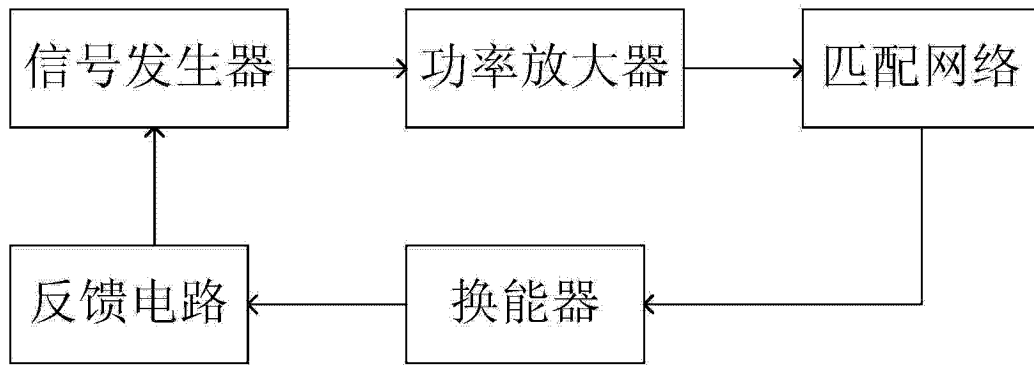 信号发生器
功率放大器
匹配网络
反馈电路
换能器